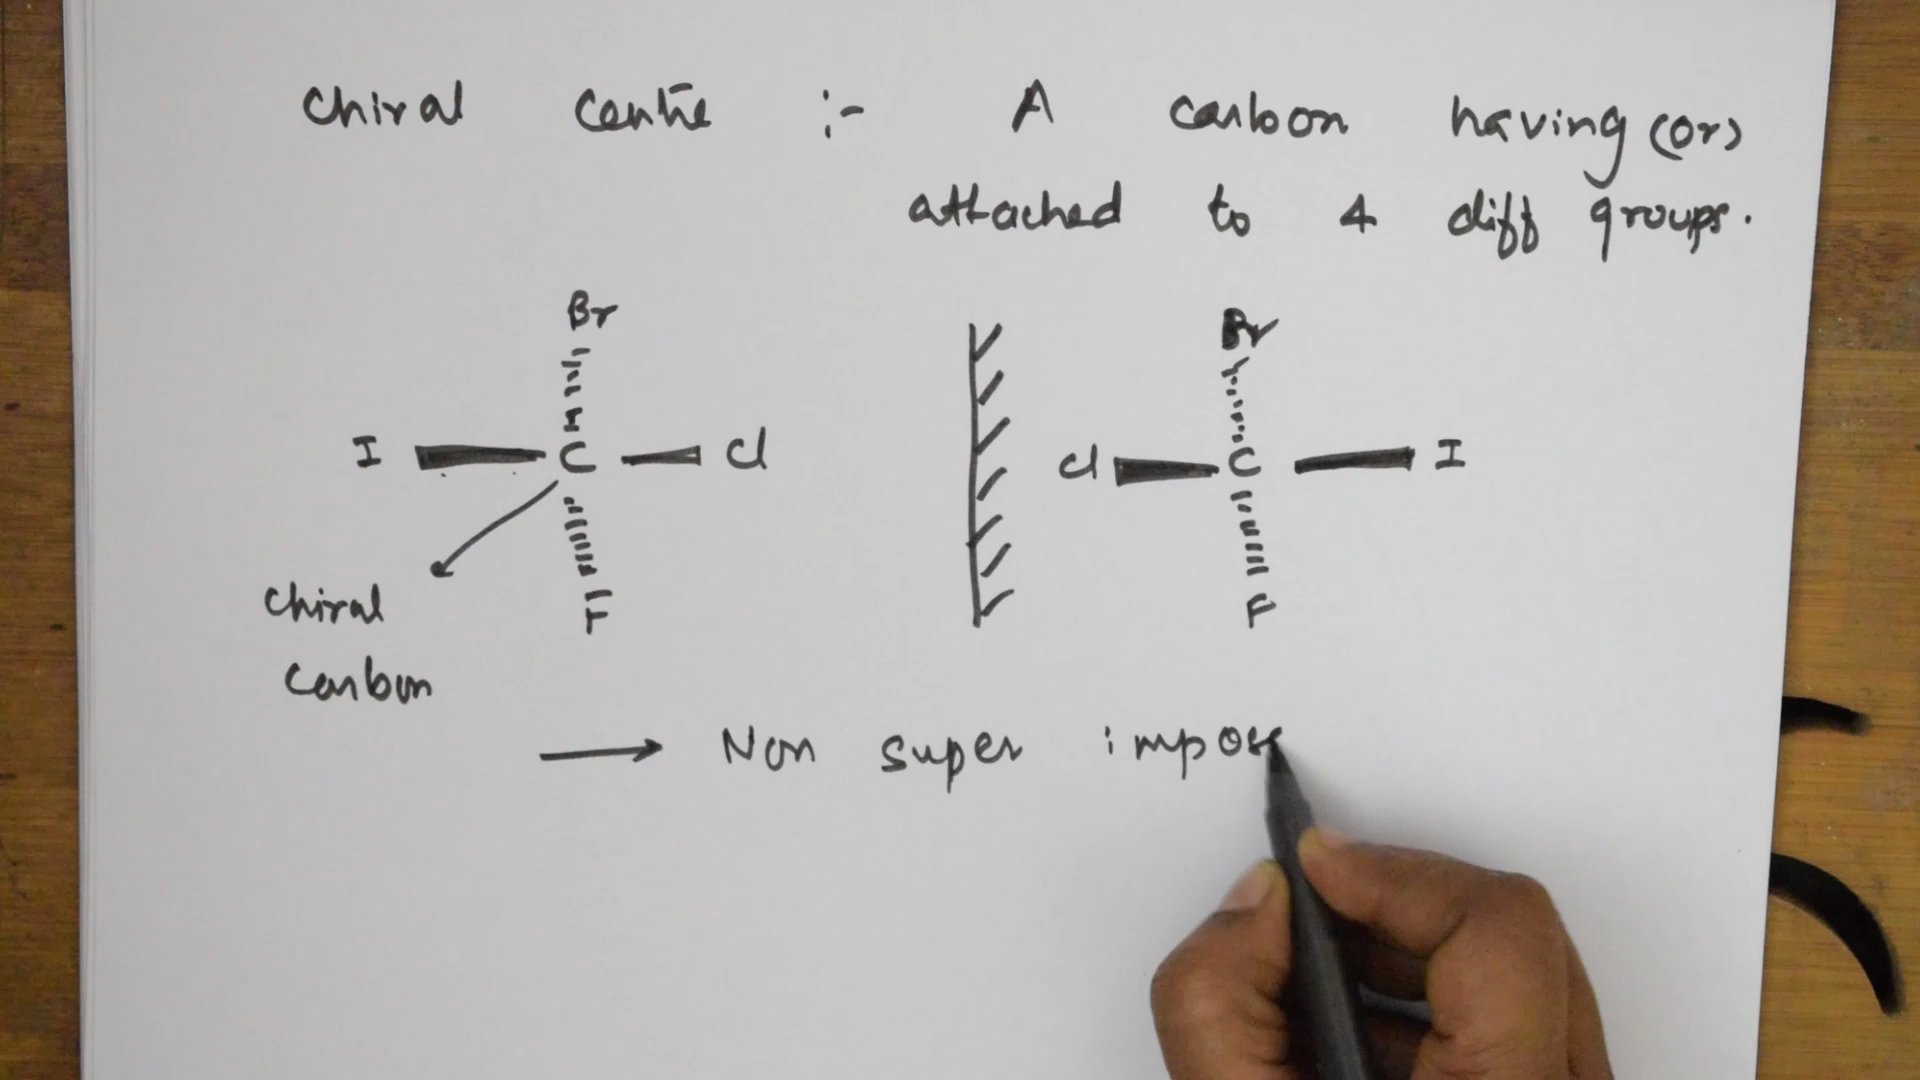 Chiral centre :- A carbon having (or)
attached to 4 diff groups.
Br
Br
I C Cl
Cl C I
F
F
chiral
carbon
→ Non super impos